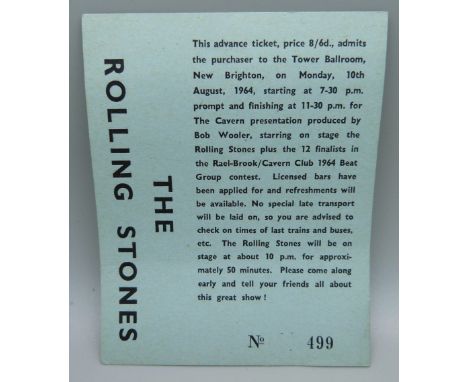 THE
ROLLING STONES
This advance ticket, price 8/6d., admits
the purchaser to the Tower Ballroom,
New Brighton, on Monday, 10th
August, 1964, starting at 7-30 p.m.
prompt and finishing at 11-30 p.m. for
The Cavern presentation produced by
Bob Wooler, starring on stage the
Rolling Stones plus the 12 finalists in
the Rael-Brook/Cavern Club 1964 Beat
Group contest. Licensed bars have
been applied for and refreshments will
be available. No special late transport
will be laid on, so you are advised to
check on times of last trains and buses,
etc. The Rolling Stones will be on
stage at about 10 p.m. for approxi-
mately 50 minutes. Please come along
early and tell your friends all about
this great show !
No 499